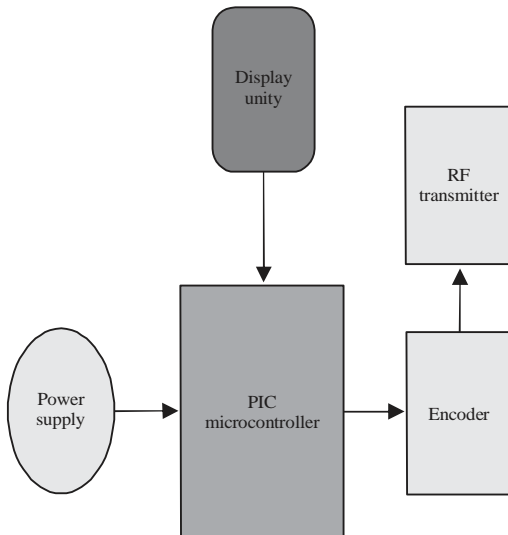 Display
unity
RF
transmitter
Power
supply
PIC
microcontroller
Encoder